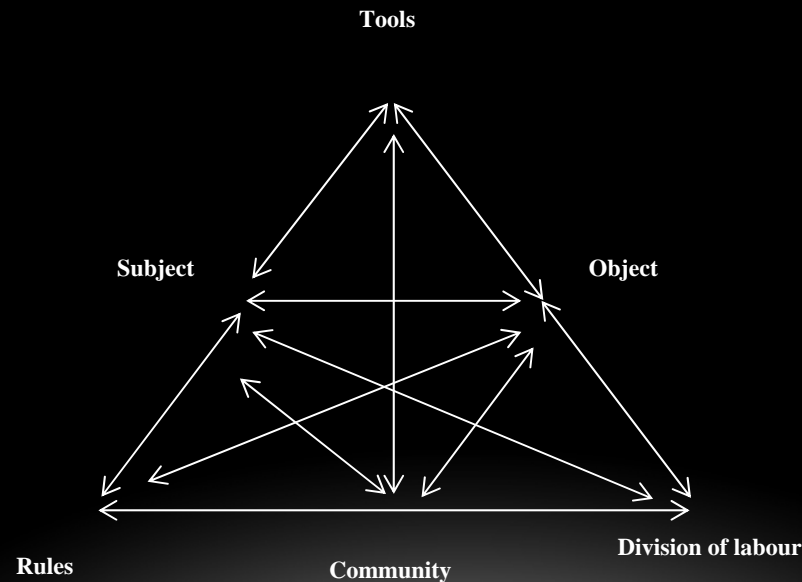 Tools
Subject
Object
Rules
Community
Division of labour